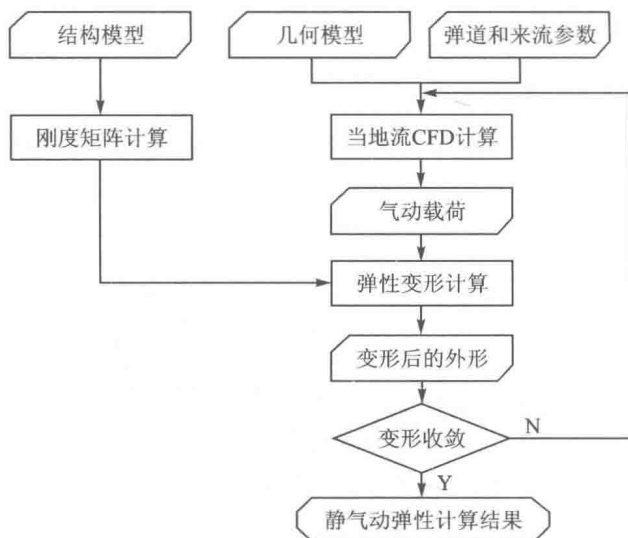 结构模型
几何模型
弹道和来流参数
刚度矩阵计算
当地流CFD计算
气动载荷
弹性变形计算
变形后的外形
变形收敛
N
Y
静气动弹性计算结果